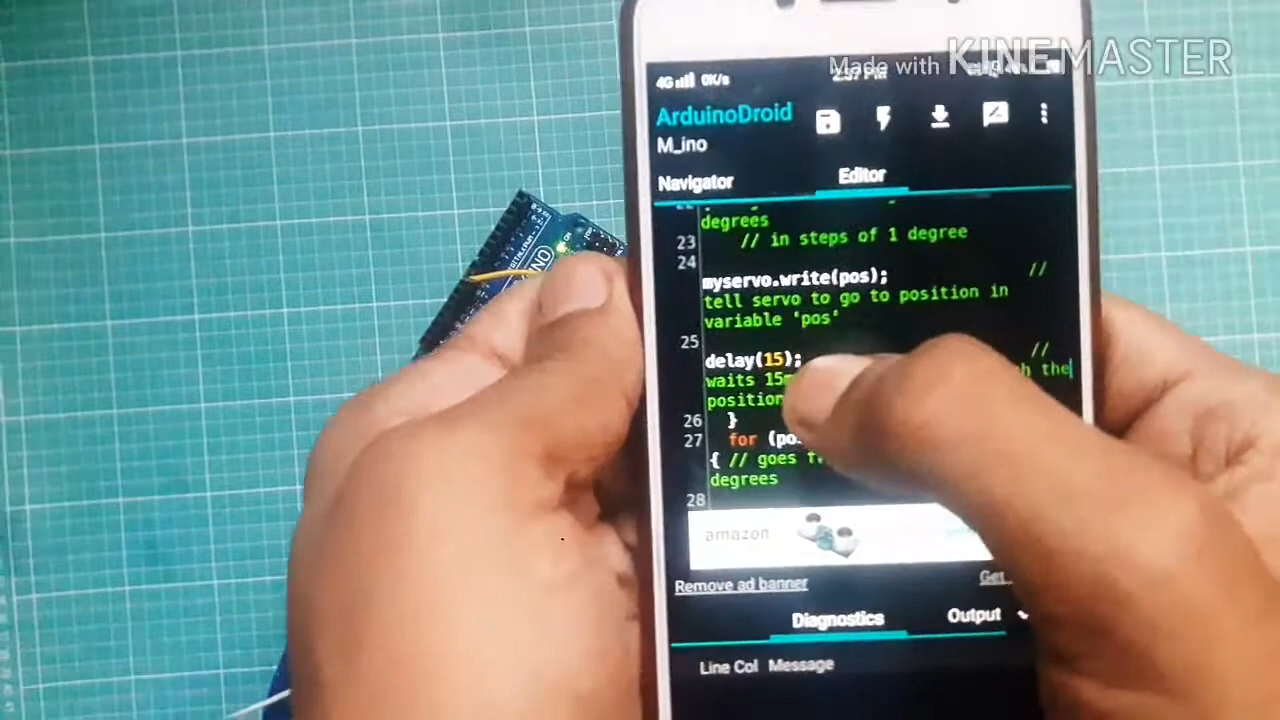 Made with KINEMASTER
4G 0K/s
ArduinoDroid
M_ino
Navigator Editor
degrees
23 // in steps of 1 degree
24
myservo.write(pos); //
tell servo to go to position in
variable 'pos'
25
delay(15); //
waits the
position
26 }
27 for
{ // goes
degrees
28
amazon
Remove ad banner Get
Diagnostics Output
Line Col Message